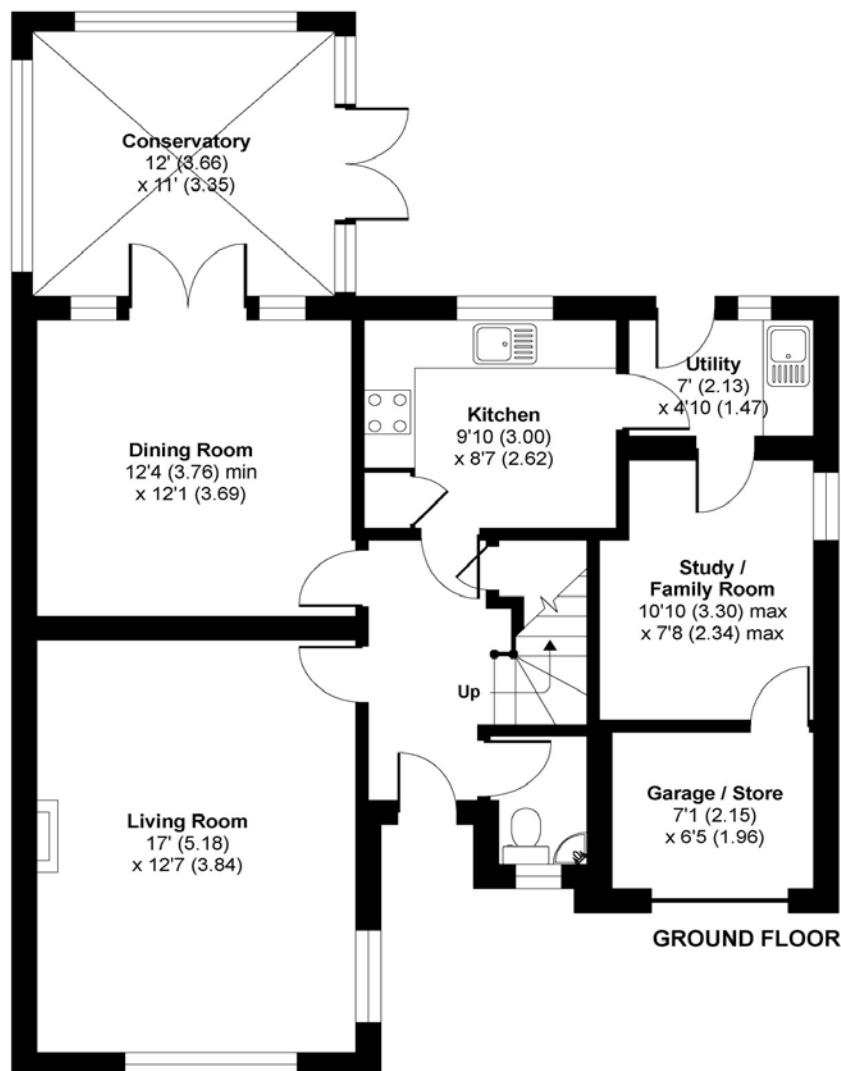 Conservatory
12' (3.66)
x 11' (3.35)
Utility
7' (2.13)
x 4'10 (1.47)
Kitchen
9'10 (3.00)
x 8'7 (2.62)
Dining Room
12'4 (3.76) min
x 12'1 (3.69)
Study /
Family Room
10'10 (3.30) max
x 7'8 (2.34) max
Up
Living Room
17' (5.18)
x 12'7 (3.84)
Garage / Store
7'1 (2.15)
x 6'5 (1.96)
GROUND FLOOR